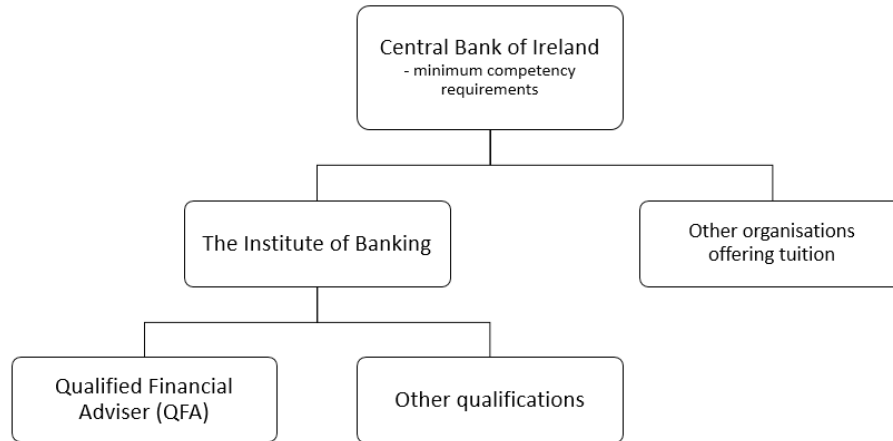 Central Bank of Ireland
- minimum competency
requirements
The Institute of Banking
Other organisations
offering tuition
Qualified Financial
Adviser (QFA)
Other qualifications